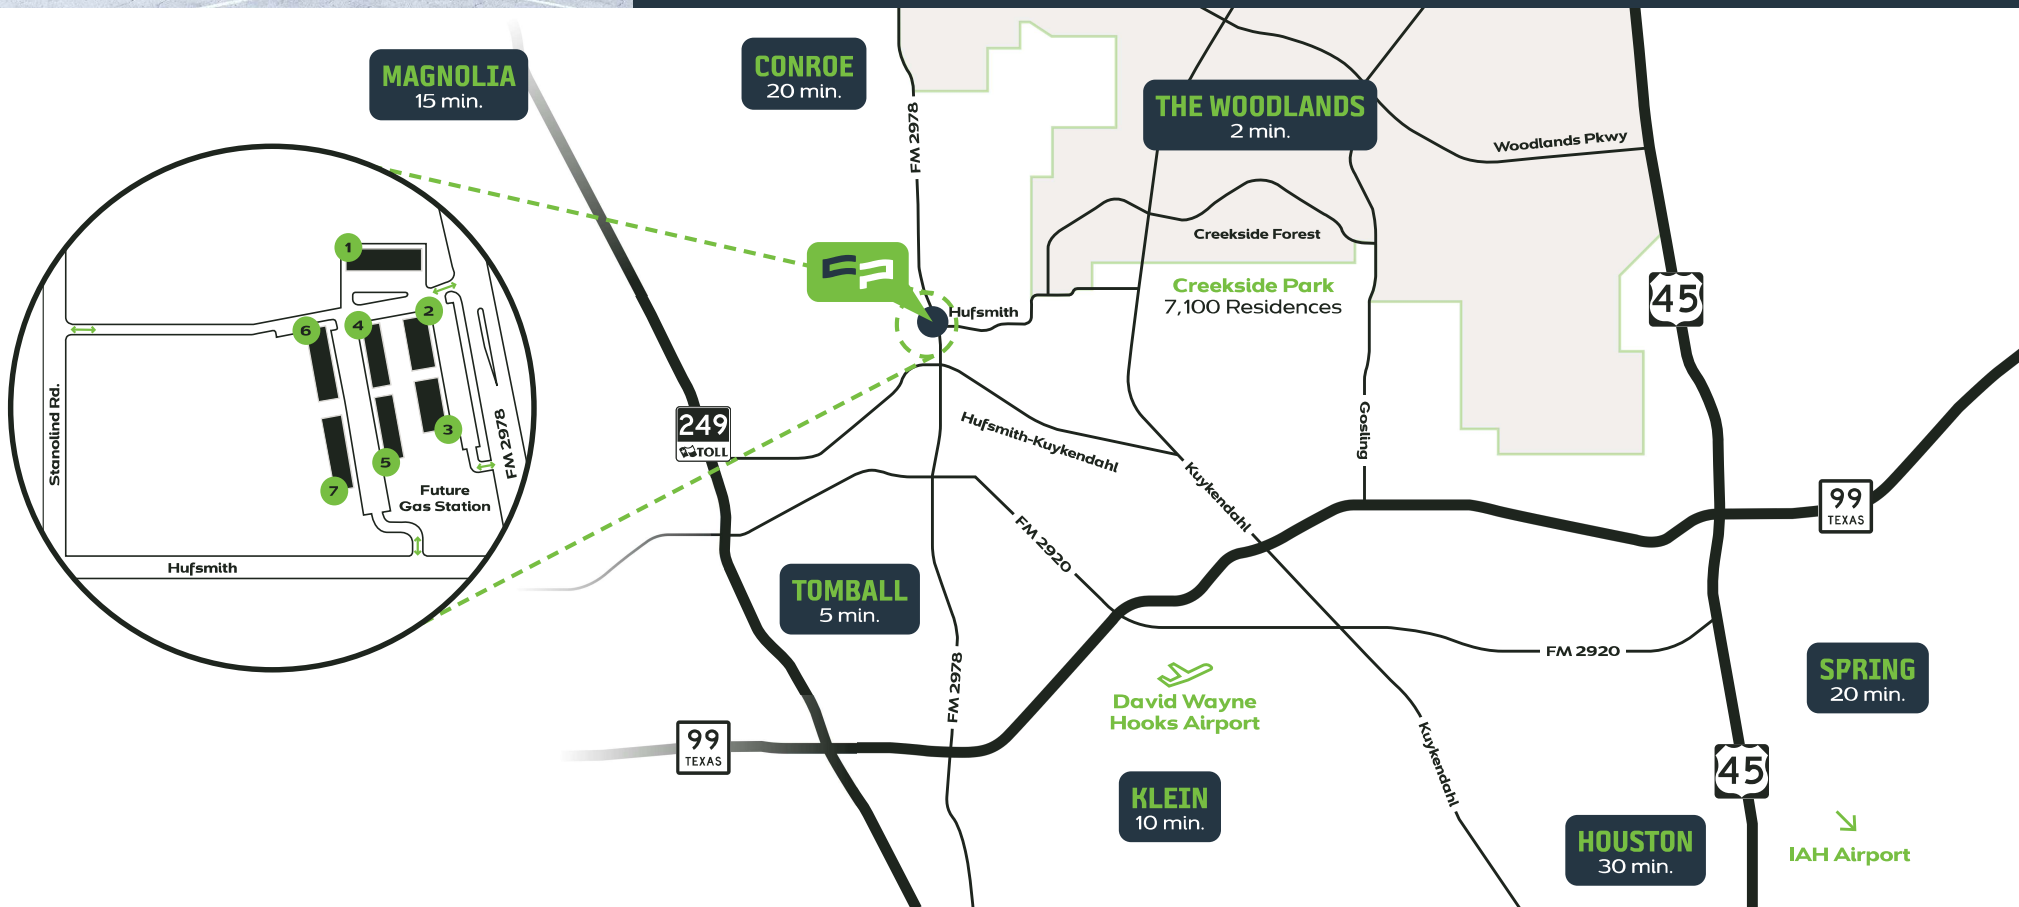 MAGNOLIA
15 min.
CONROE
20 min.
THE WOODLANDS
2 min.
FM 2978
Woodlands Pkwy
Creekside Forest
Creekside Park
7,100 Residences
Hufsmith
45
1
2
3
4
5
6
7
Stanolind Rd.
FM 2978
Future
Gas Station
Hufsmith
249
TOLL
Hufsmith-Kuykendahl
Gosling
Kuykendahl
99
TEXAS
FM 2920
TOMBALL
5 min.
FM 2978
FM 2920
SPRING
20 min.
David Wayne
Hooks Airport
99
TEXAS
Kuykendahl
45
KLEIN
10 min.
HOUSTON
30 min.
IAH Airport